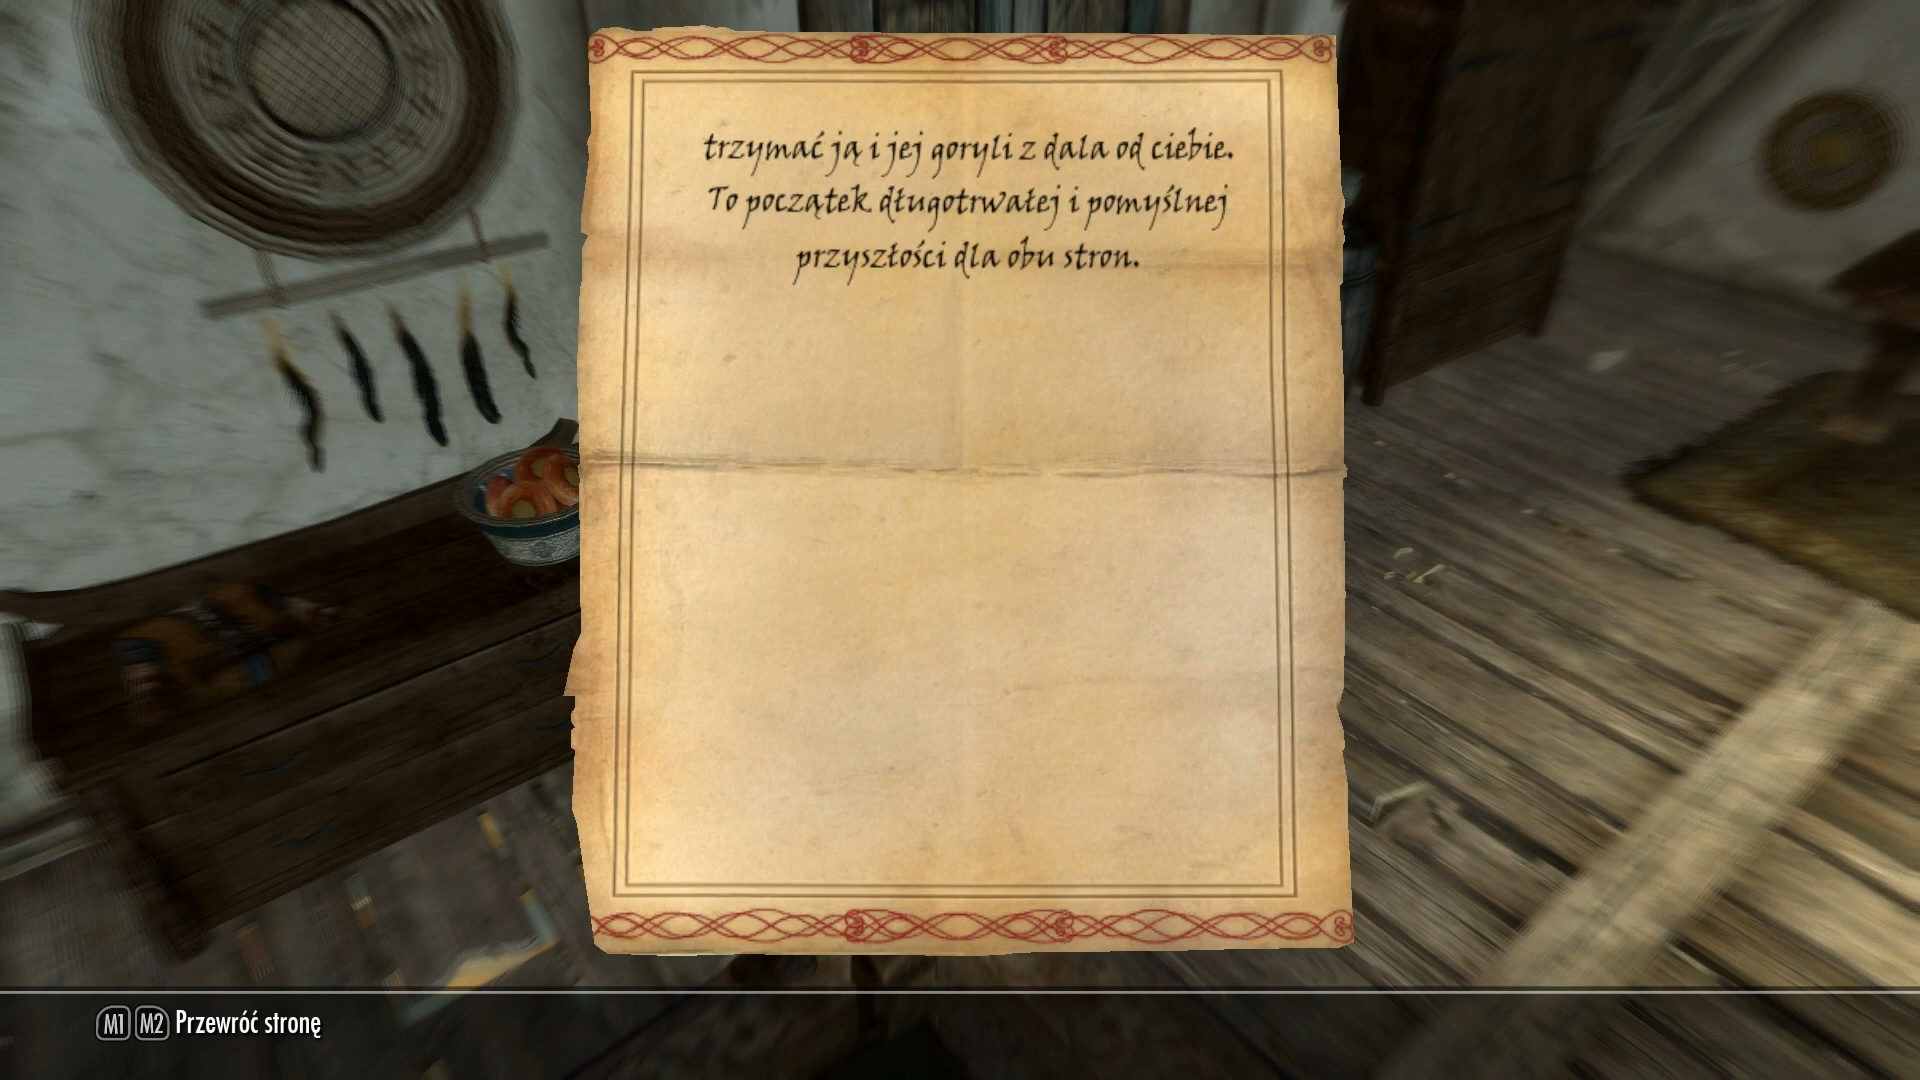 trzymać ją i jej goryli z dala od ciebie.
To początek długotrwałej i pomyślnej
przyszłości dla obu stron.
M1 M2 Przewróć stronę